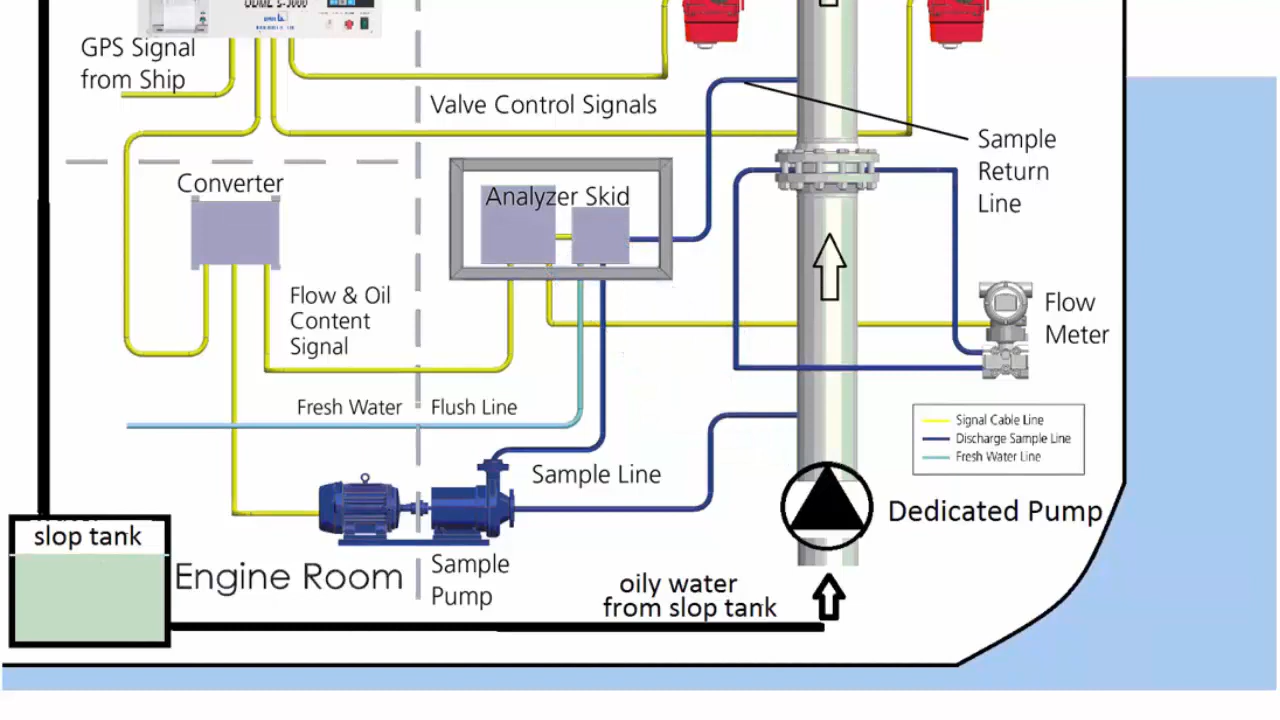 ODME S-3000
GPS Signal
from Ship
Valve Control Signals
Sample
Return
Line
Converter
Analyzer Skid
Flow & Oil
Content
Signal
Flow
Meter
Fresh Water
Flush Line
Signal Cable Line
Discharge Sample Line
Fresh Water Line
Sample Line
Dedicated Pump
slop tank
Engine Room
Sample
Pump
oily water
from slop tank